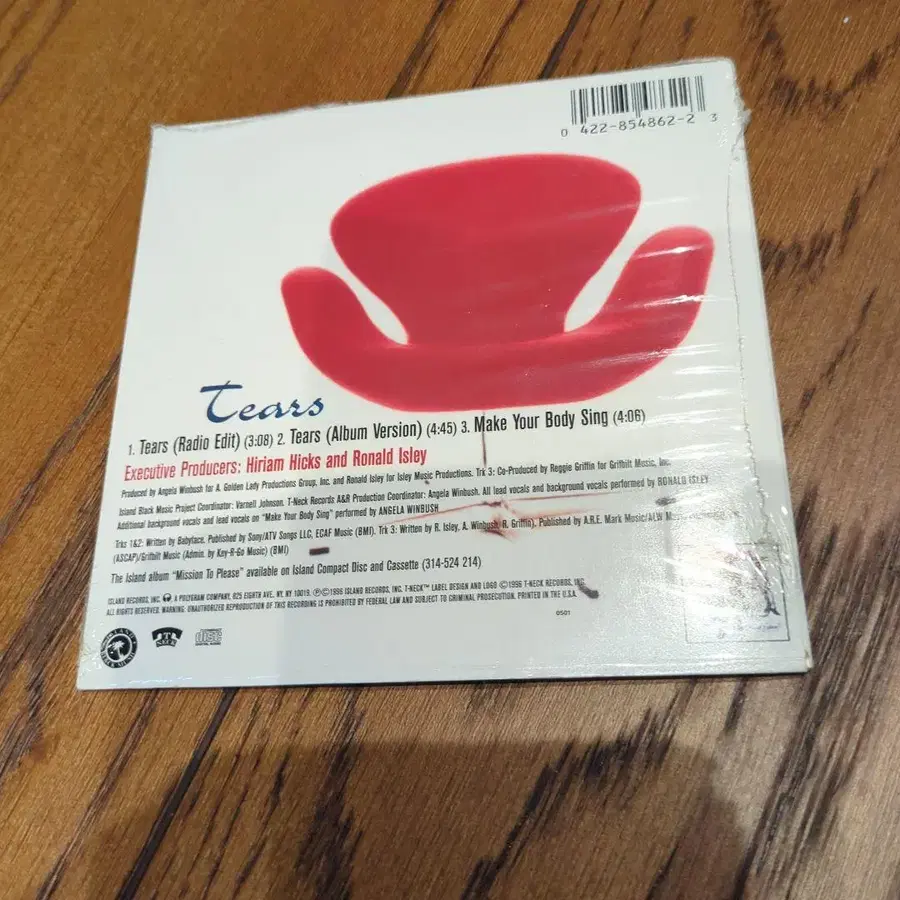 0 422-854862-2 3
Tears
1. Tears (Radio Edit) (3:08) 2. Tears (Album Version) (4:45) 3. Make Your Body Sing (4:06)
Executive Producers: Hiriam Hicks and Ronald Isley
Produced by Angela Winbush for A. Golden Lady Productions Group, Inc. and Ronald Isley for Isley Music Productions. Trk 3: Co-Produced by Reggie Griffin for Grifbilt Music, Inc.
Island Black Music Project Coordinator: Varnell Johnson. T-Neck Records A&R Production Coordinator: Angela Winbush. All lead vocals and background vocals performed by RONALD ISLEY
Additional background vocals and lead vocals on "Make Your Body Sing" performed by ANGELA WINBUSH
Trks 1&2: Written by Babyface. Published by Sony/ATV Songs LLC, ECAF Music (BMI). Trk 3: Written by R. Isley, A. Winbush, R. Griffin). Published by A.R.E. Mark Music/ALW Music
(ASCAP)/Grifbilt Music (Admin. by Key-R-Go Music) (BMI)
The Island album "Mission To Please" available on Island Compact Disc and Cassette (314-524 214)
ISLAND RECORDS, INC. A POLYGRAM COMPANY, 825 EIGHTH AVE. NY, NY 10019. ℗©1996 ISLAND RECORDS, INC. T-NECK™ LABEL DESIGN AND LOGO ©1996 T-NECK RECORDS, INC.
ALL RIGHTS RESERVED. WARNING: UNAUTHORIZED REPRODUCTION OF THIS RECORDING IS PROHIBITED BY FEDERAL LAW AND SUBJECT TO CRIMINAL PROSECUTION. PRINTED IN THE U.S.A.
0501
T NECK
COMPACT disc DIGITAL AUDIO